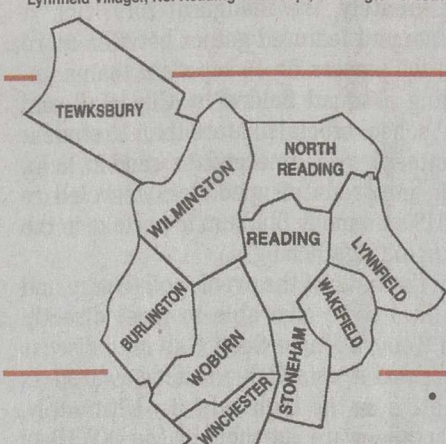 TEWKSBURY
WILMINGTON
NORTH
READING
READING
LYNNFIELD
WAKEFIELD
BURLINGTON
WOBURN
STONEHAM
WINCHESTER